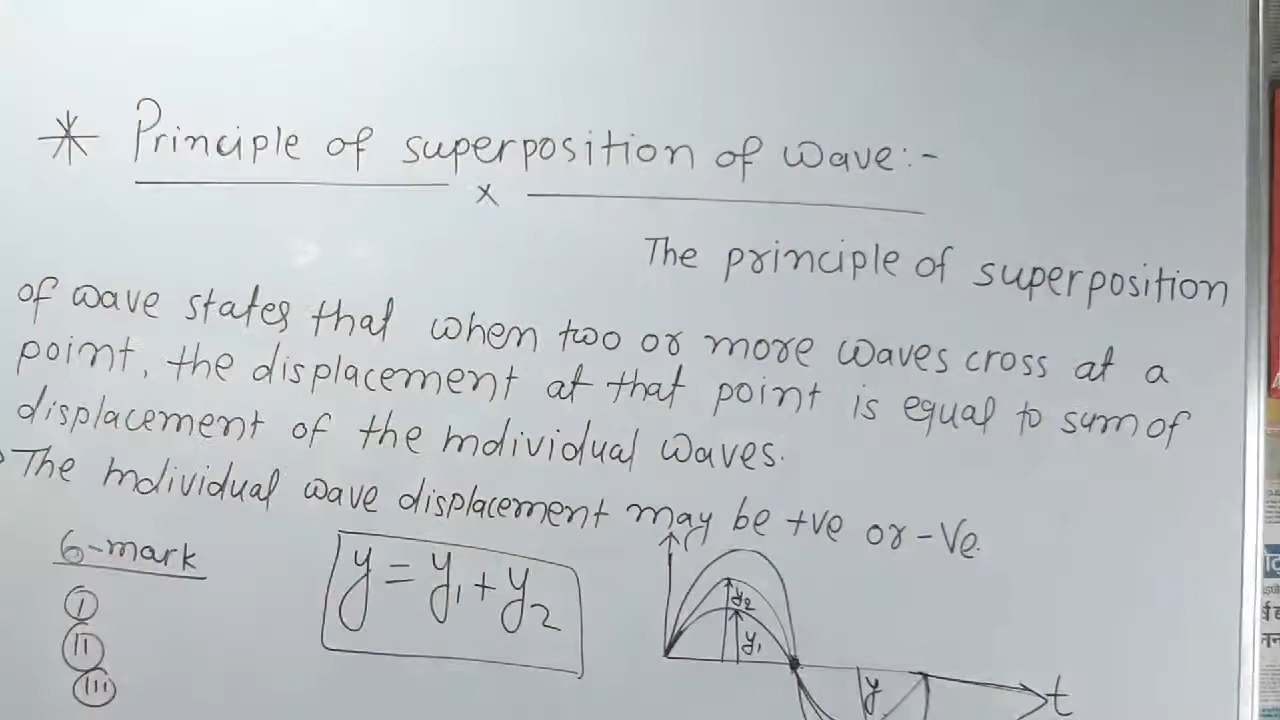 * Principle of superposition of wave:-
x
The principle of superposition
of wave states that when two or more waves cross at a
point, the displacement at that point is equal to sum of
displacement of the individual waves.
The individual wave displacement may be +ve or -ve.
6-mark
I
II
III
y = y₁ + y₂
y₂
y₁
y
t